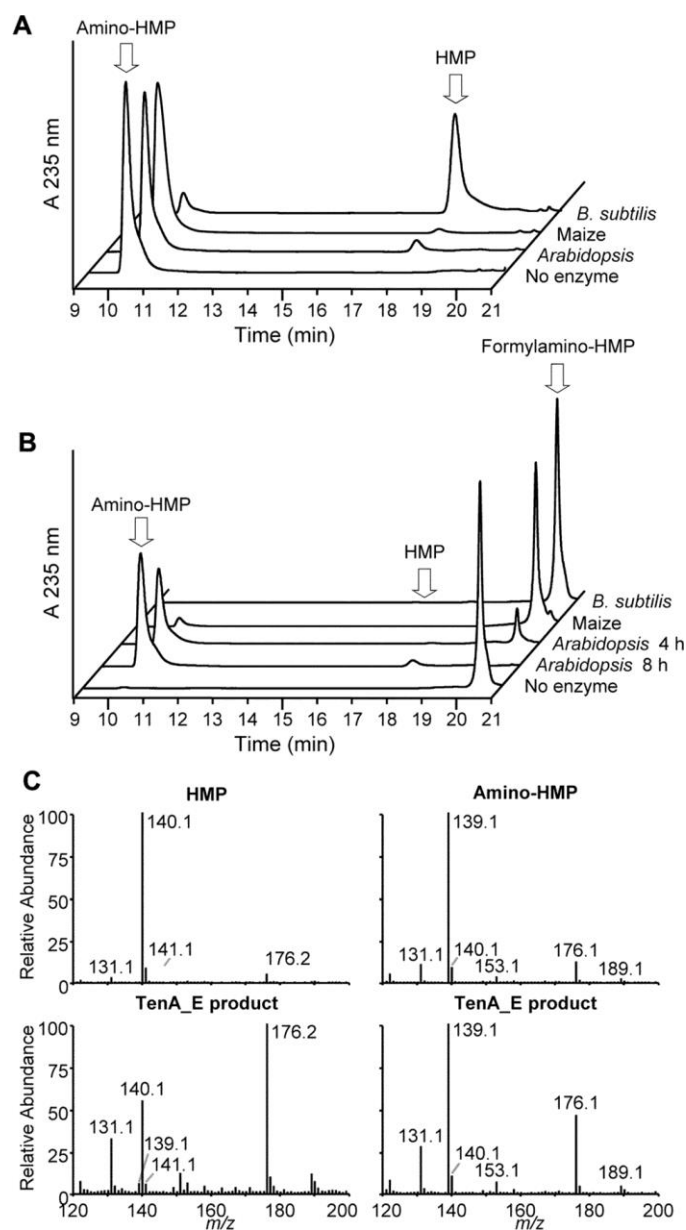 A
Amino-HMP
HMP
A 235 nm
B. subtilis
Maize
Arabidopsis
No enzyme
9 10 11 12 13 14 15 16 17 18 19 20 21
Time (min)
Formylamino-HMP
B
Amino-HMP
HMP
A 235 nm
B. subtilis
Maize
Arabidopsis 4 h
Arabidopsis 8 h
No enzyme
9 10 11 12 13 14 15 16 17 18 19 20 21
Time (min)
C
HMP
Amino-HMP
Relative Abundance
100
75
50
25
0
140.1
131.1
141.1
176.2
139.1
131.1
140.1
153.1
176.1
189.1
TenA_E product
TenA_E product
Relative Abundance
100
75
50
25
0
176.2
140.1
131.1
139.1
141.1
139.1
131.1
140.1
153.1
176.1
189.1
120 140 160 180 200
120 140 160 180 200
m/z
m/z